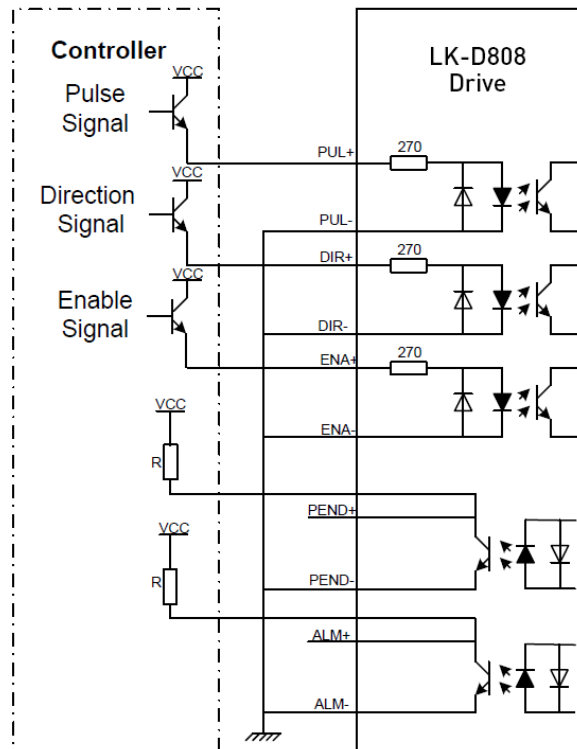 Controller
LK-D808
Drive
VCC
Pulse
Signal
PUL+
270
VCC
Direction
Signal
PUL-
DIR+
270
VCC
Enable
Signal
DIR-
ENA+
270
VCC
ENA-
R
PEND+
VCC
R
PEND-
ALM+
ALM-